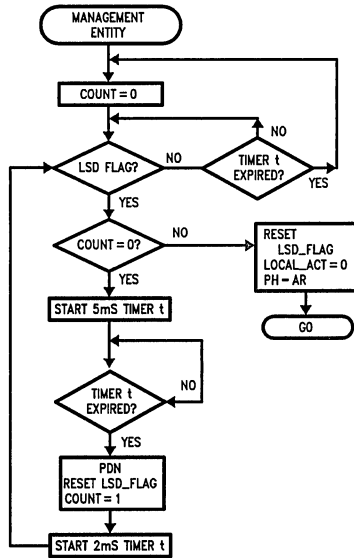 MANAGEMENT
ENTITY
COUNT = 0
LSD FLAG?
NO
TIMER t
EXPIRED?
NO
YES
YES
COUNT = 0?
NO
RESET
LSD_FLAG
LOCAL_ACT = 0
PH - AR
GO
YES
START 5mS TIMER t
TIMER t
EXPIRED?
NO
YES
PDN
RESET LSD_FLAG
COUNT = 1
START 2mS TIMER t